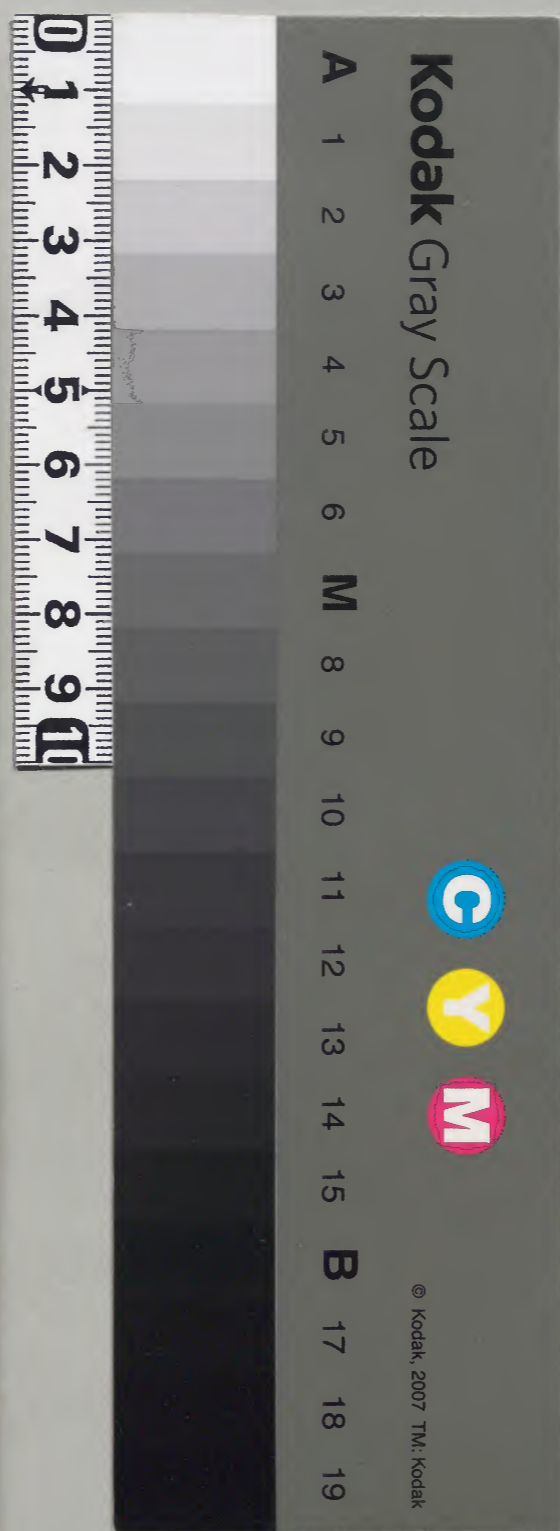 Kodak Gray Scale
C Y M
© Kodak, 2007 TM: Kodak
A 1 2 3 4 5 6 M 8 9 10 11 12 13 14 15 B 17 18 19
0 1 2 3 4 5 6 7 8 9 10